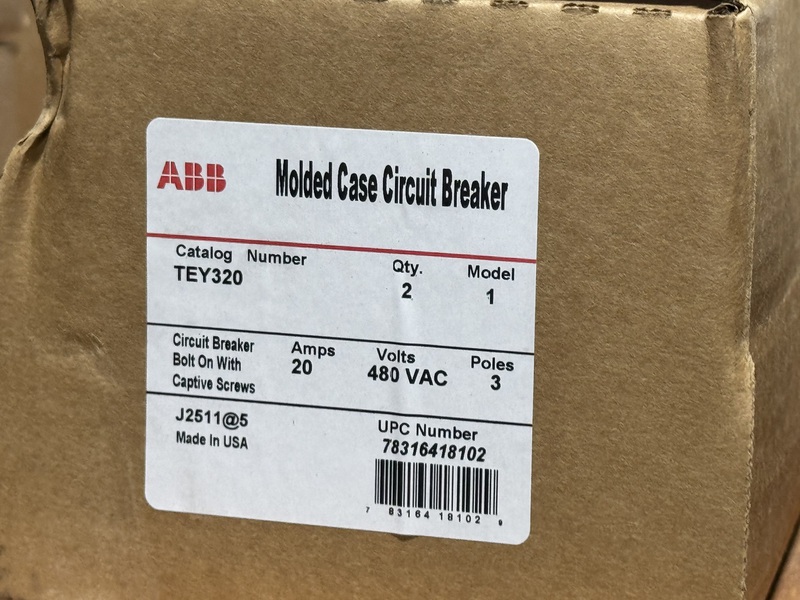 ABB Molded Case Circuit Breaker
Catalog Number Qty. Model
TEY320 2 1
Circuit Breaker
Bolt On With
Captive Screws
Amps Volts Poles
20 480 VAC 3
J2511@5
Made In USA
UPC Number
78316418102
7 83164 18102 9